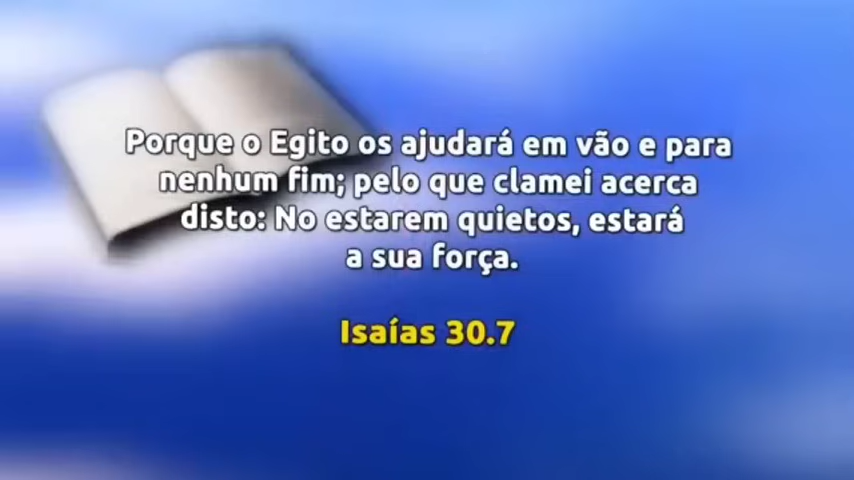 Porque o Egito os ajudará em vão e para
nenhum fim; pelo que clamei acerca
disto: No estarem quietos, estará
a sua força.
Isaías 30.7